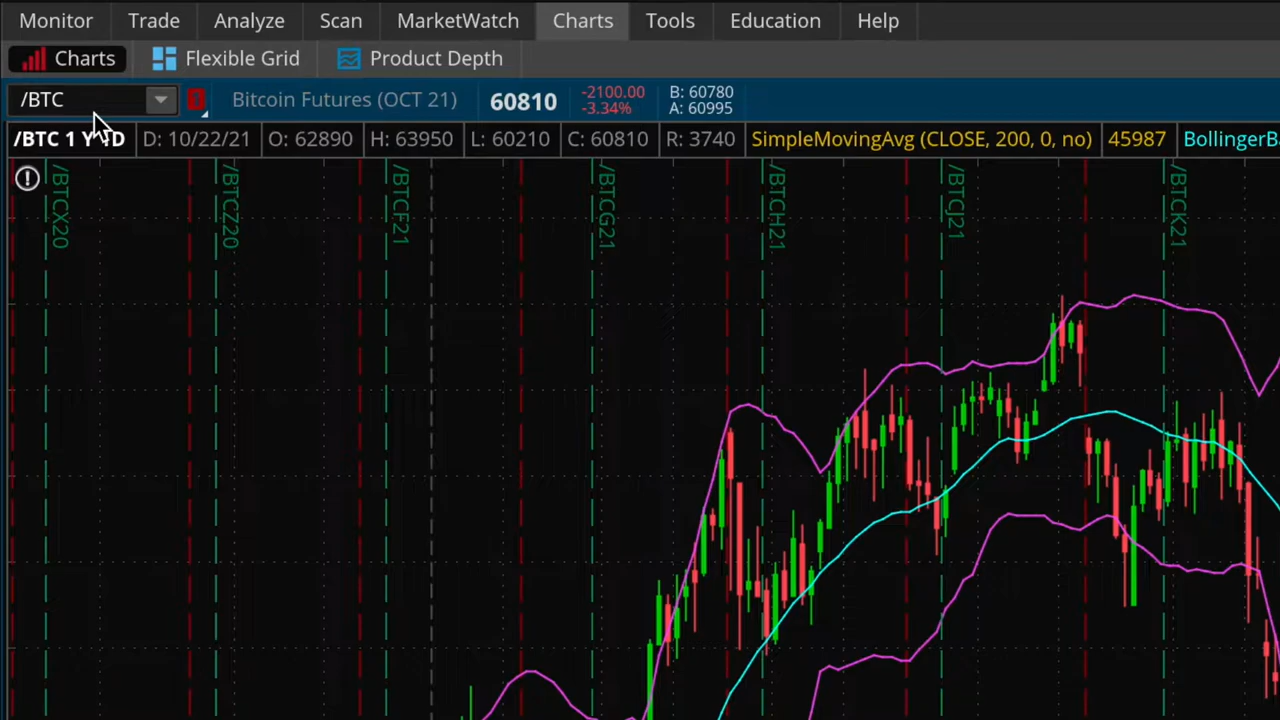 Monitor Trade Analyze Scan MarketWatch Charts Tools Education Help
Charts Flexible Grid Product Depth
/BTC 1 Bitcoin Futures (OCT 21) 60810 -2100.00 B: 60780
-3.34% A: 60995
/BTC 1 Y D D: 10/22/21 O: 62890 H: 63950 L: 60210 C: 60810 R: 3740 SimpleMovingAvg (CLOSE, 200, 0, no) 45987 BollingerB
/BTCX20 /BTCZ20 /BTCF21 /BTCG21 /BTCH21 /BTCJ21 /BTCK21